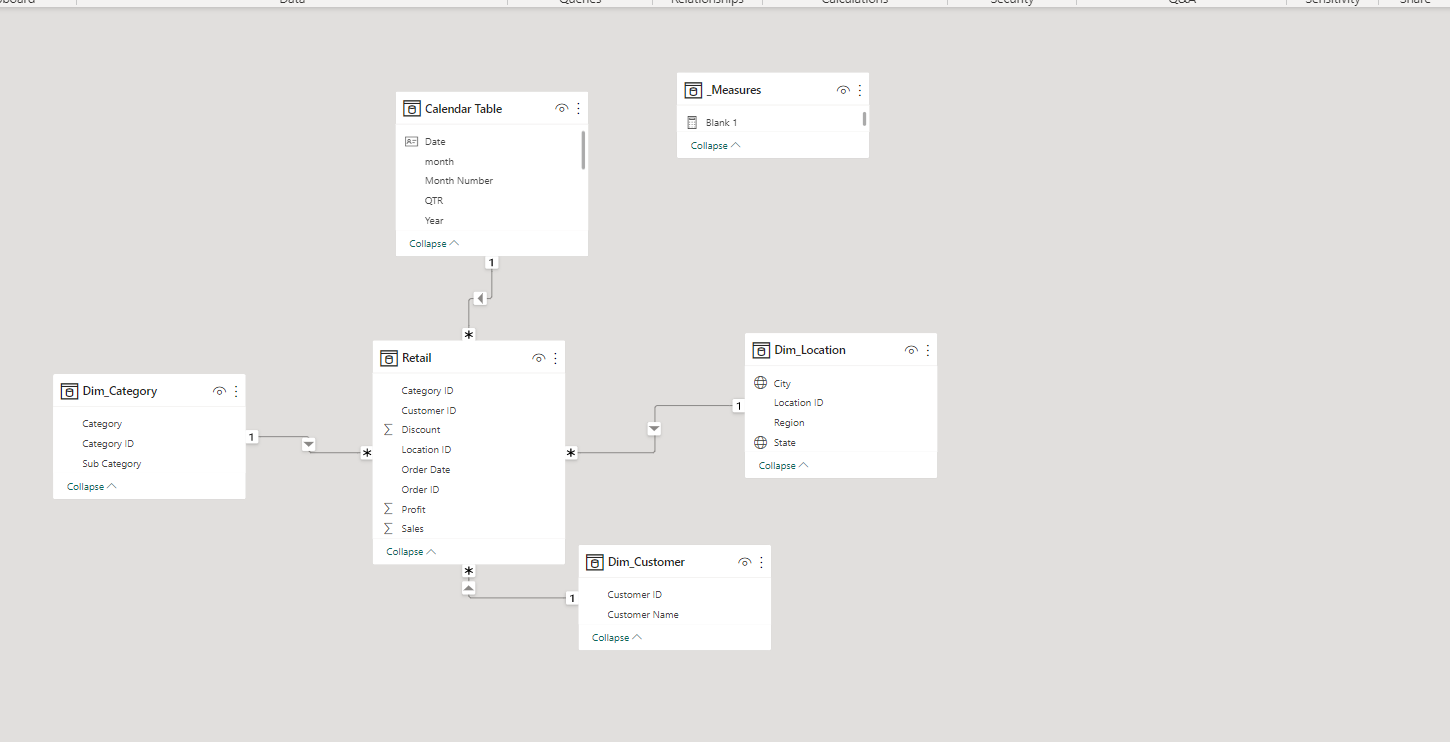 Data
Queries
Relationships
Calculations
Security
Q&A
Sensitivity
Share
_Measures
Blank 1
Collapse
Calendar Table
Date
month
Month Number
QTR
Year
Collapse
1
*
Retail
Category ID
Customer ID
Discount
Location ID
Order Date
Order ID
Profit
Sales
Collapse
Dim_Category
Category
Category ID
Sub Category
Collapse
1
*
Dim_Location
City
Location ID
Region
State
Collapse
1
*
*
1
Dim_Customer
Customer ID
Customer Name
Collapse